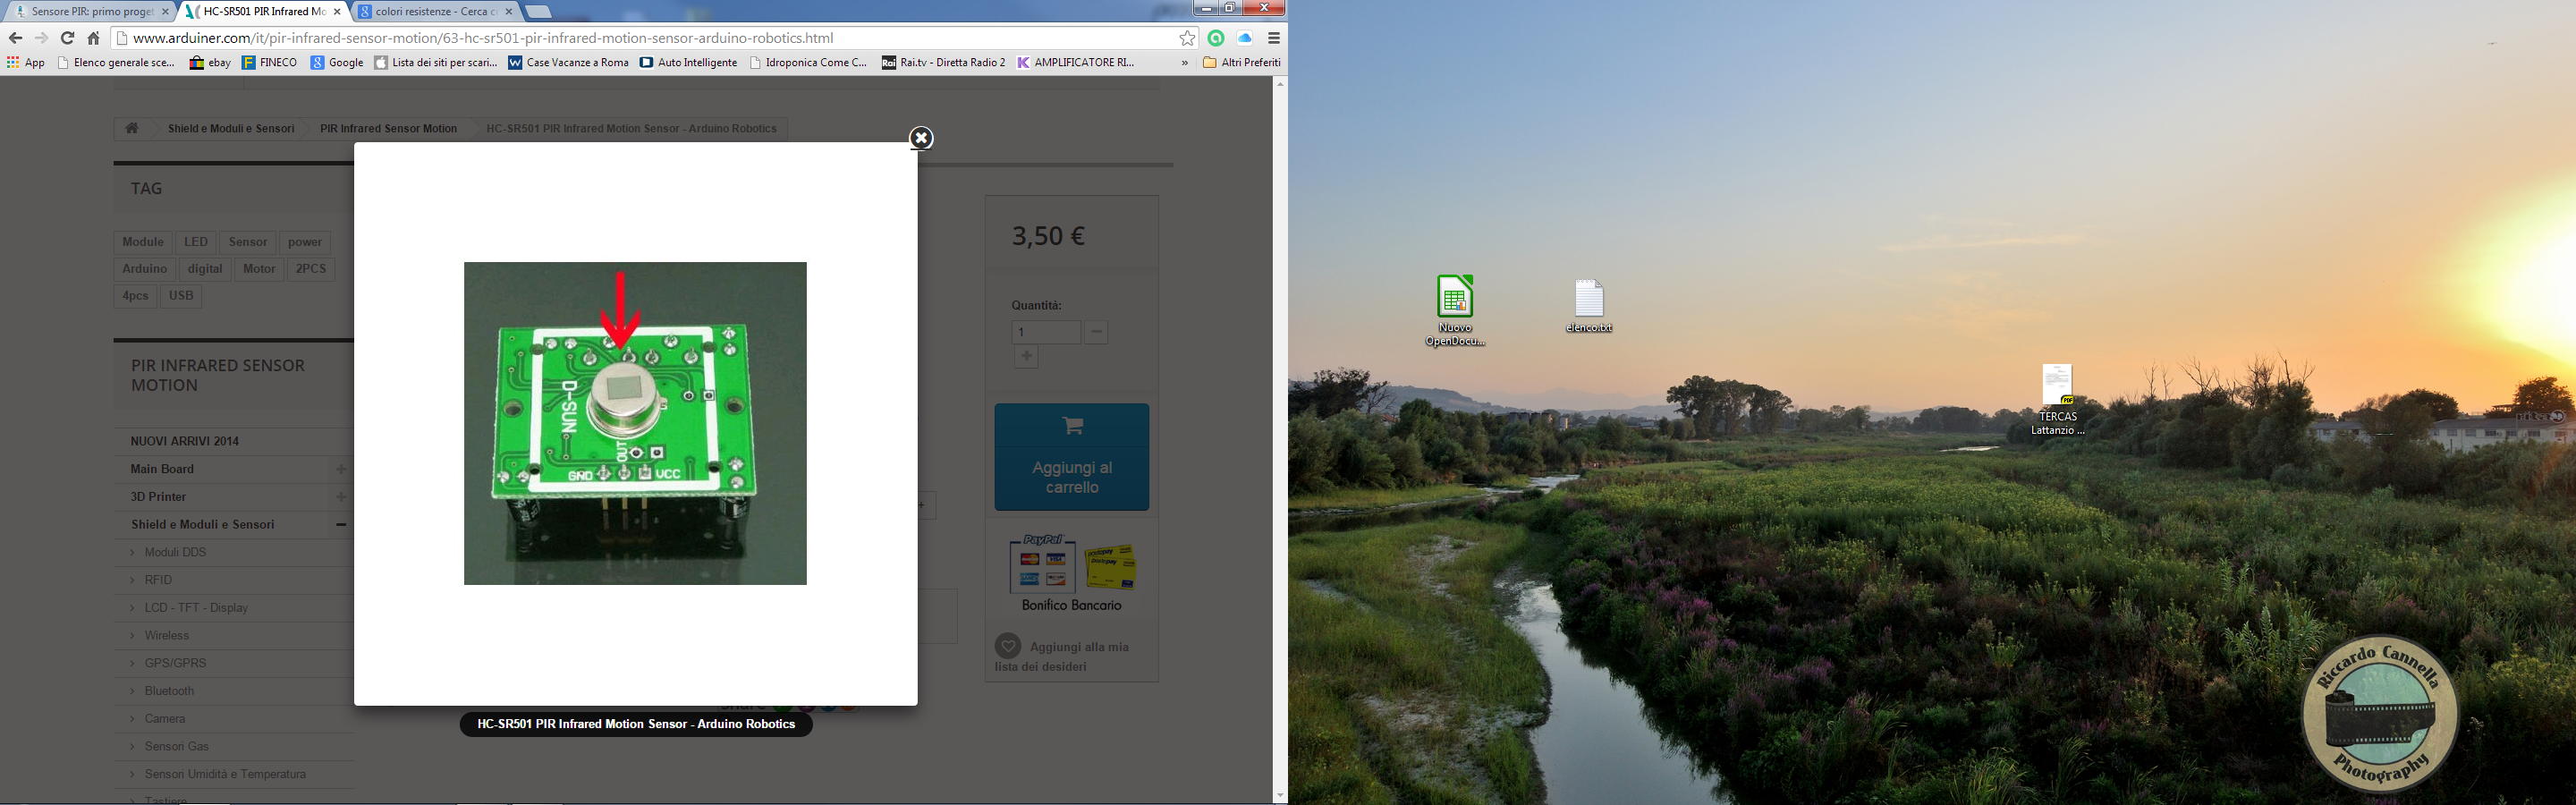 Sensore PIR: primo proget
HC-SR501 PIR Infrared Mo
colori resistenze - Cerca c
www.arduiner.com/it/pir-infrared-sensor-motion/63-hc-sr501-pir-infrared-motion-sensor-arduino-robotics.html
App
Elenco generale sce...
ebay
FINECO
Google
Lista dei siti per scari...
Case Vacanze a Roma
Auto Intelligente
Idroponica Come C...
Rai.tv - Diretta Radio 2
AMPLIFICATORE RI...
»
Altri Preferiti
Shield e Moduli e Sensori
PIR Infrared Sensor Motion
HC-SR501 PIR Infrared Motion Sensor - Arduino Robotics
TAG
Module
LED
Sensor
power
Arduino
digital
Motor
2PCS
4pcs
USB
PIR INFRARED SENSOR
MOTION
NUOVI ARRIVI 2014
Main Board
3D Printer
Shield e Moduli e Sensori
Moduli DDS
RFID
LCD - TFT - Display
Wireless
GPS/GPRS
Bluetooth
Camera
Sensori Gas
Sensori Umidità e Temperatura
Tastiere
D-SUN
OUT
GND
VCC
HC-SR501 PIR Infrared Motion Sensor - Arduino Robotics
3,50 €
Quantità:
1
Aggiungi al
carrello
PayPal
VISA
postepay
Bonifico Bancario
Aggiungi alla mia
lista dei desideri
Nuovo
OpenDocu...
elenco.txt
PDF
TERCAS
Lattanzio ...
Riccardo Cannella
Photography